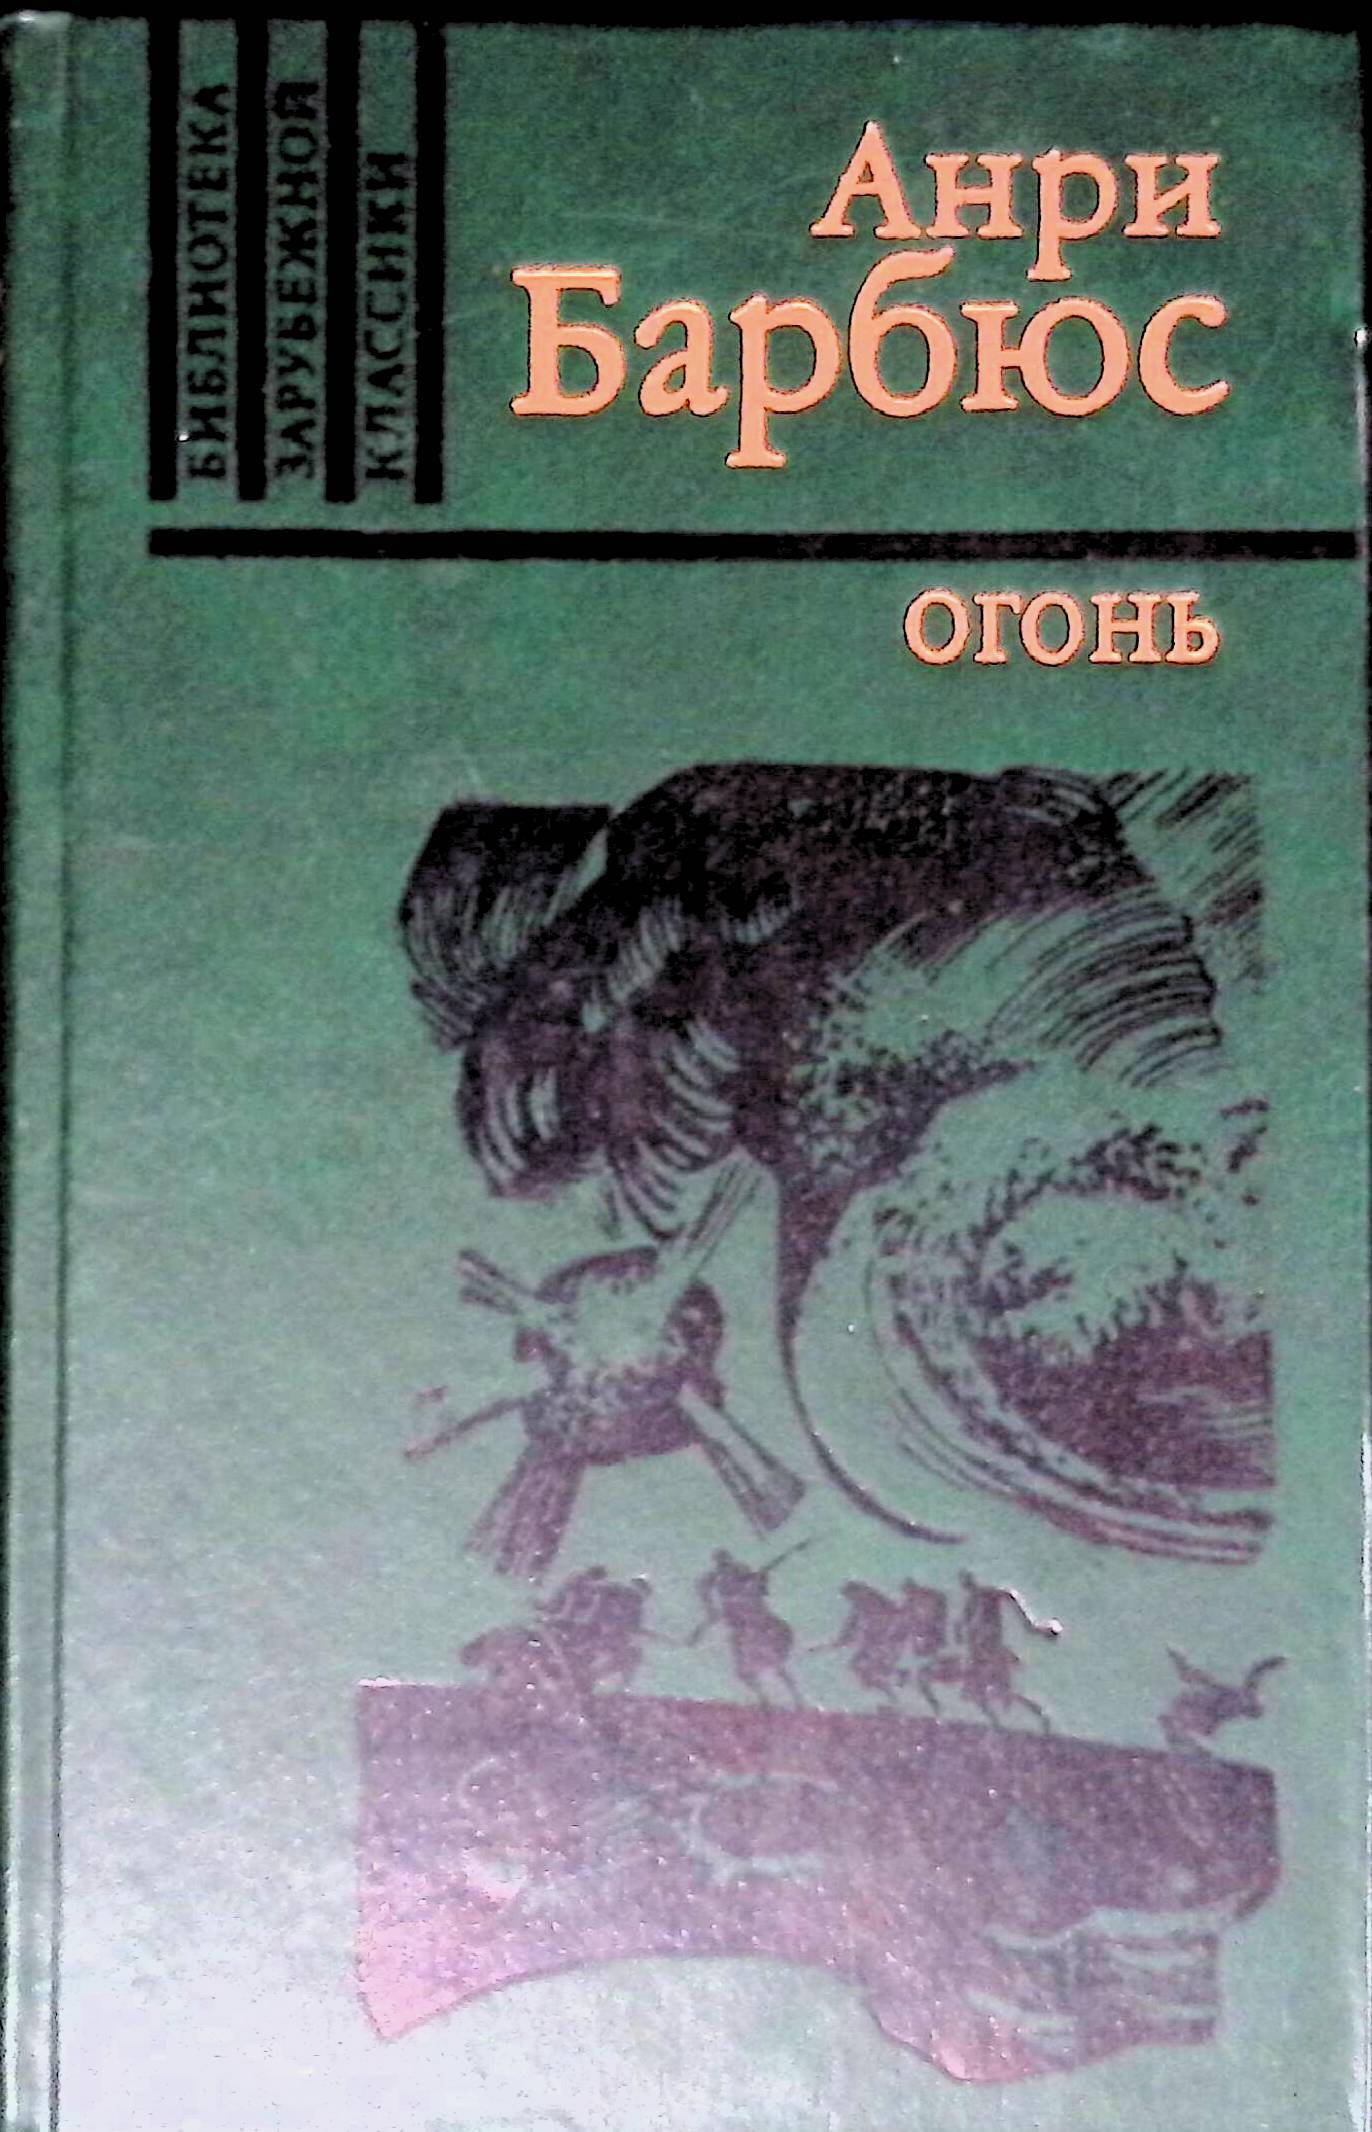 БИБЛИОТЕКА
ЗАРУБЕЖНОЙ
КЛАССИКИ
Анри
Барбюс
огонь